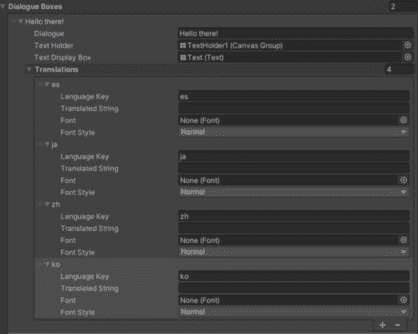 Dialogue Boxes 2
Hello there!
Dialogue Hello there!
Text Holder TextHolder1 (Canvas Group)
Text Display Box Text (Text)
Translations 4
es
Language Key es
Translated String
Font None (Font)
Font Style Normal
ja
Language Key ja
Translated String
Font None (Font)
Font Style Normal
zh
Language Key zh
Translated String
Font None (Font)
Font Style Normal
ko
Language Key ko
Translated String
Font None (Font)
Font Style Normal
+ −